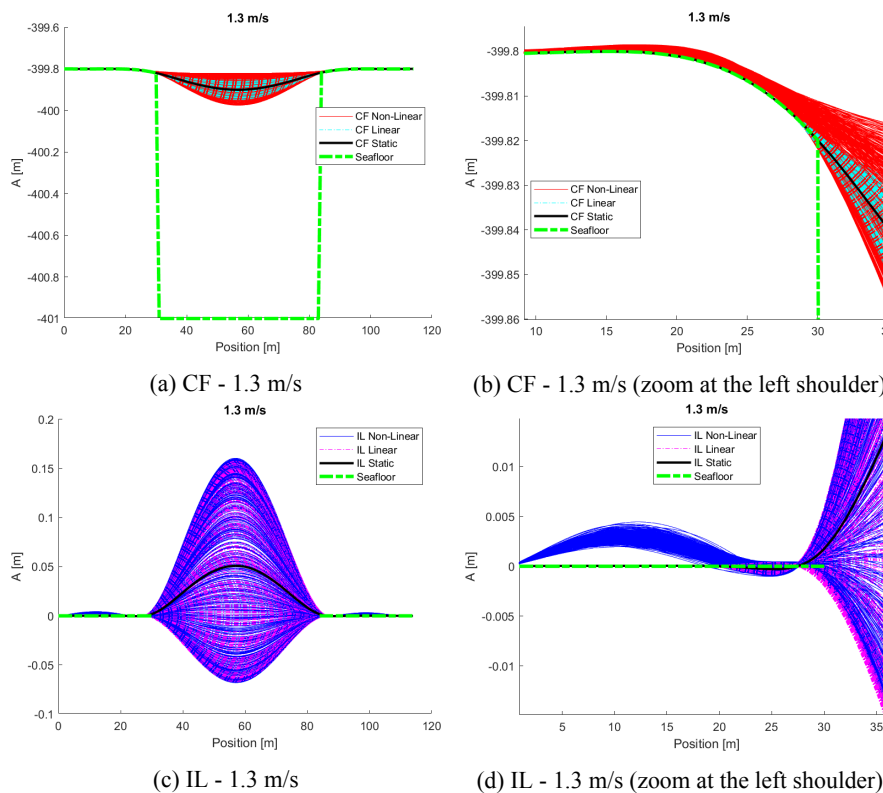 1.3 m/s
-399.6
-399.8
-400
-400.2
-400.4
-400.6
-400.8
-401
A [m]
0 20 40 60 80 100 120
Position [m]
CF Non-Linear
CF Linear
CF Static
Seafloor
(a) CF - 1.3 m/s
1.3 m/s
-399.8
-399.81
-399.82
-399.83
-399.84
-399.85
-399.86
A [m]
10 15 20 25 30
Position [m]
CF Non-Linear
CF Linear
CF Static
Seafloor
(b) CF - 1.3 m/s (zoom at the left shoulder)
1.3 m/s
0.2
0.15
0.1
0.05
0
-0.05
-0.1
A [m]
0 20 40 60 80 100 120
Position [m]
IL Non-Linear
IL Linear
IL Static
Seafloor
(c) IL - 1.3 m/s
1.3 m/s
0.01
0.005
0
-0.005
-0.01
A [m]
5 10 15 20 25 30 35
Position [m]
IL Non-Linear
IL Linear
IL Static
Seafloor
(d) IL - 1.3 m/s (zoom at the left shoulder)